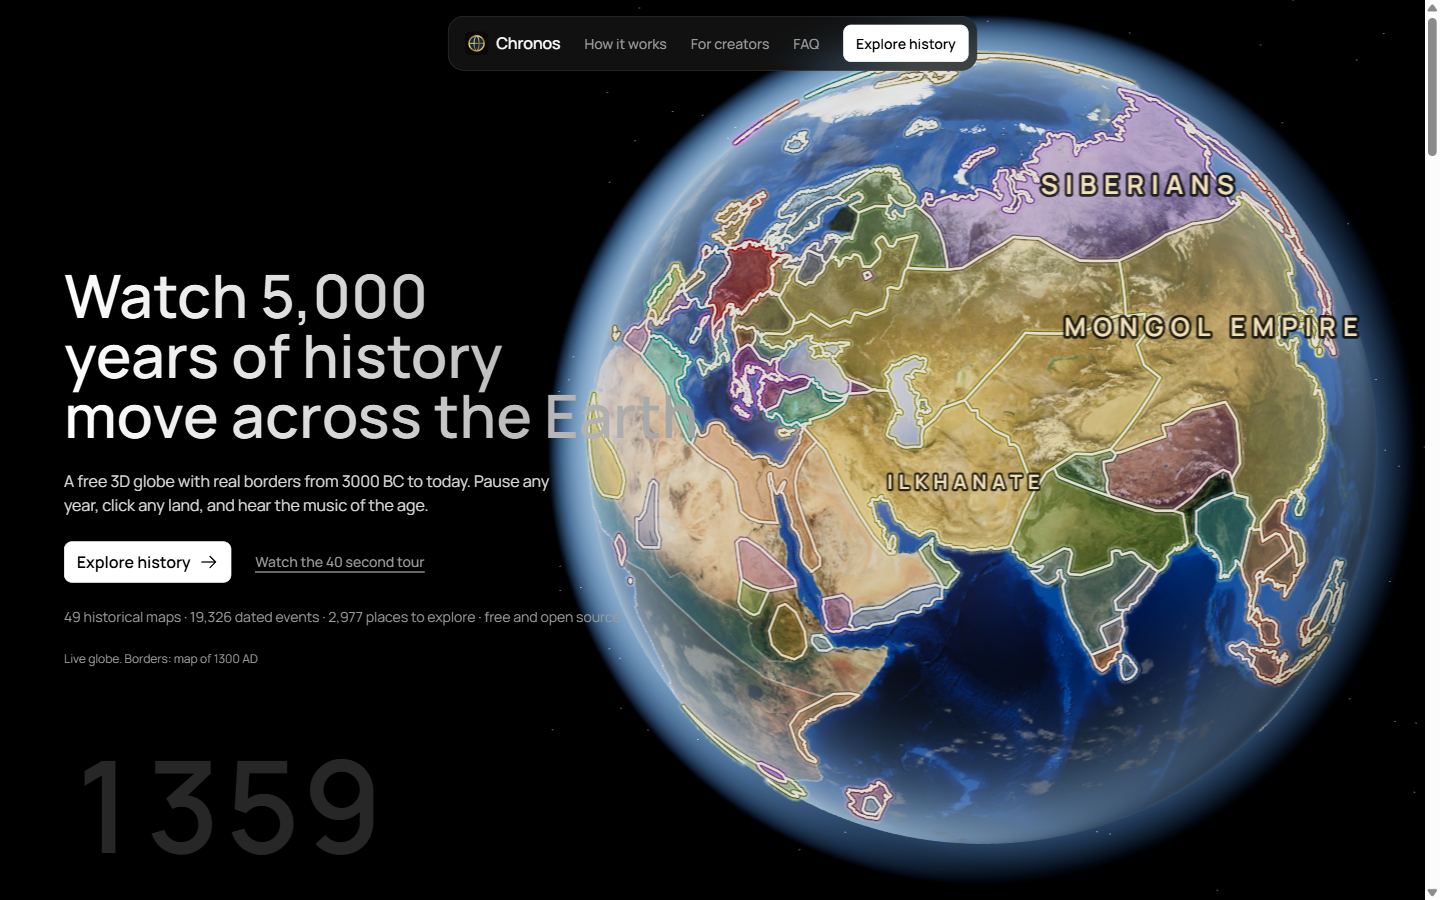 Chronos
How it works
For creators
FAQ
Explore history
Watch 5,000
years of history
move across the Earth
A free 3D globe with real borders from 3000 BC to today. Pause any
year, click any land, and hear the music of the age.
Explore history →
Watch the 40 second tour
49 historical maps · 19,326 dated events · 2,977 places to explore · free and open source
Live globe. Borders: map of 1300 AD
1359
SIBERIANS
MONGOL EMPIRE
ILKHANATE